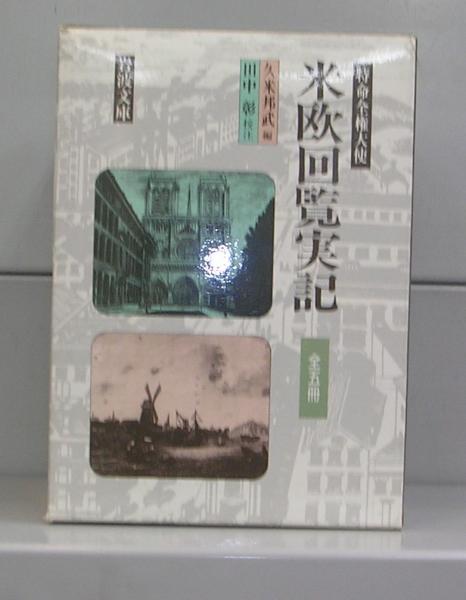 特命全権大使
米欧回覧実記
全五冊
久米邦武 編
田中 彰 校注
岩波文庫